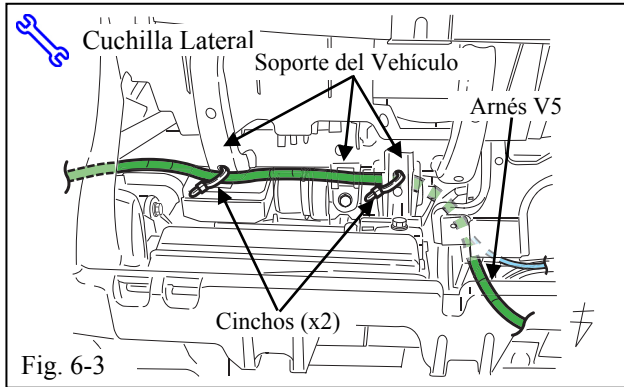 Cuchilla Lateral
Soporte del Vehículo
Arnés V5
Cinchos (x2)
Fig. 6-3